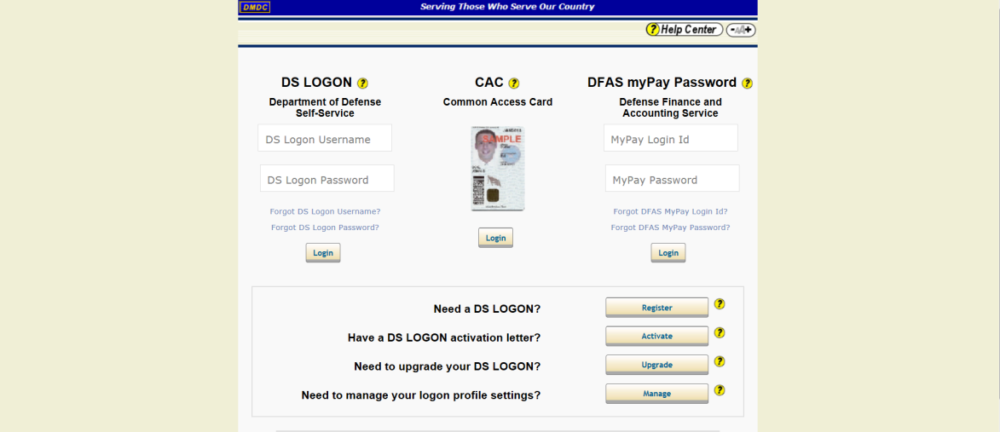 DMDC
Serving Those Who Serve Our Country
? Help Center
-AA+
DS LOGON ?
Department of Defense
Self-Service
DS Logon Username
DS Logon Password
Forgot DS Logon Username?
Forgot DS Logon Password?
Login
CAC ?
Common Access Card
SAMPLE
Login
DFAS myPay Password ?
Defense Finance and
Accounting Service
MyPay Login Id
MyPay Password
Forgot DFAS MyPay Login Id?
Forgot DFAS MyPay Password?
Login
Need a DS LOGON? Register ?
Have a DS LOGON activation letter? Activate ?
Need to upgrade your DS LOGON? Upgrade ?
Need to manage your logon profile settings? Manage ?